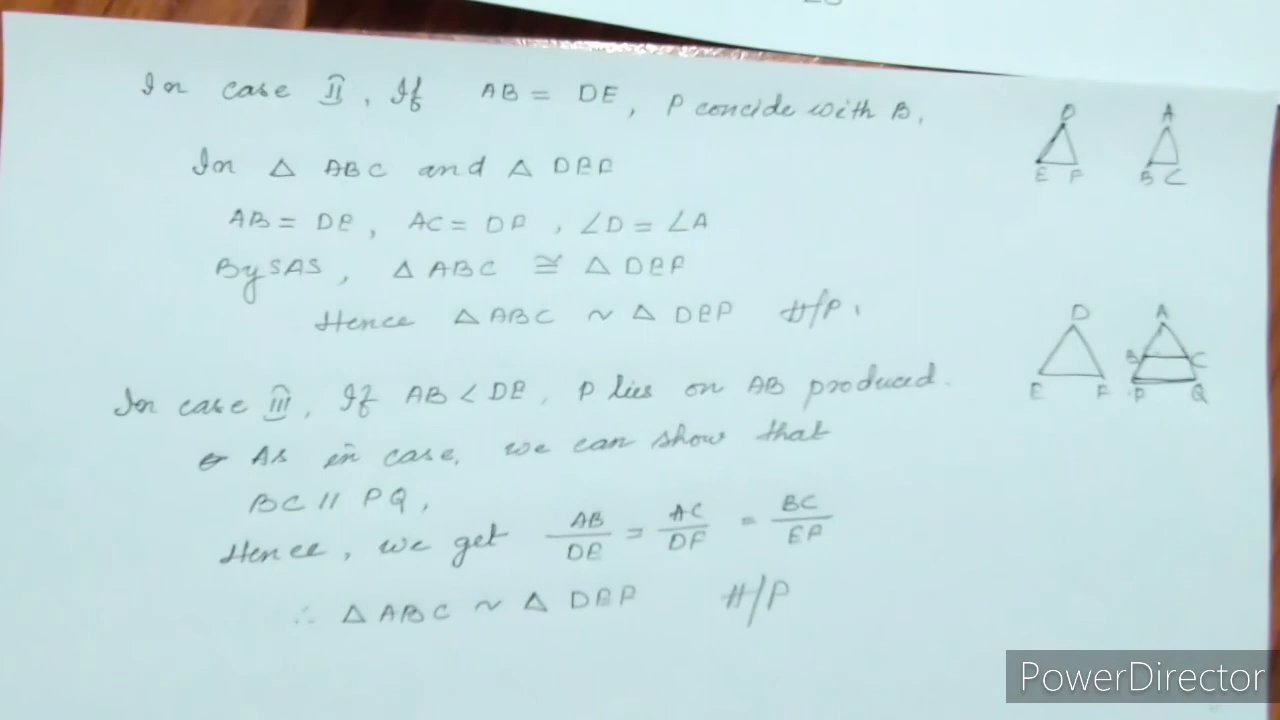 In case II, If AB = DE, P concide with B.
In △ ABC and △ DEF
AB = DE, AC = DF, ∠D = ∠A
By SAS, △ ABC ≅ △ DEF
Hence △ ABC ~ △ DEF H/P.
In case III, If AB < DE, P lies on AB produced.
As in case, we can show that
BC // PQ,
Hence, we get AB/DE = AC/DF = BC/EF
∴ △ ABC ~ △ DEF H/P
D A
E F B C
D A
B C
E F P Q
PowerDirector